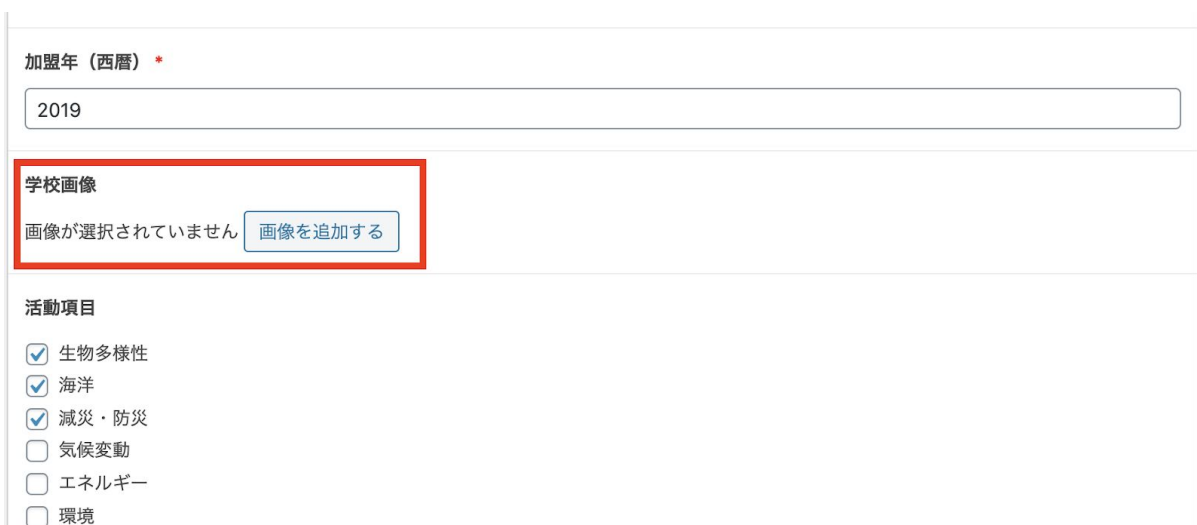 加盟年（西暦） *
2019
学校画像
画像が選択されていません 画像を追加する
活動項目
生物多様性
海洋
減災・防災
気候変動
エネルギー
環境